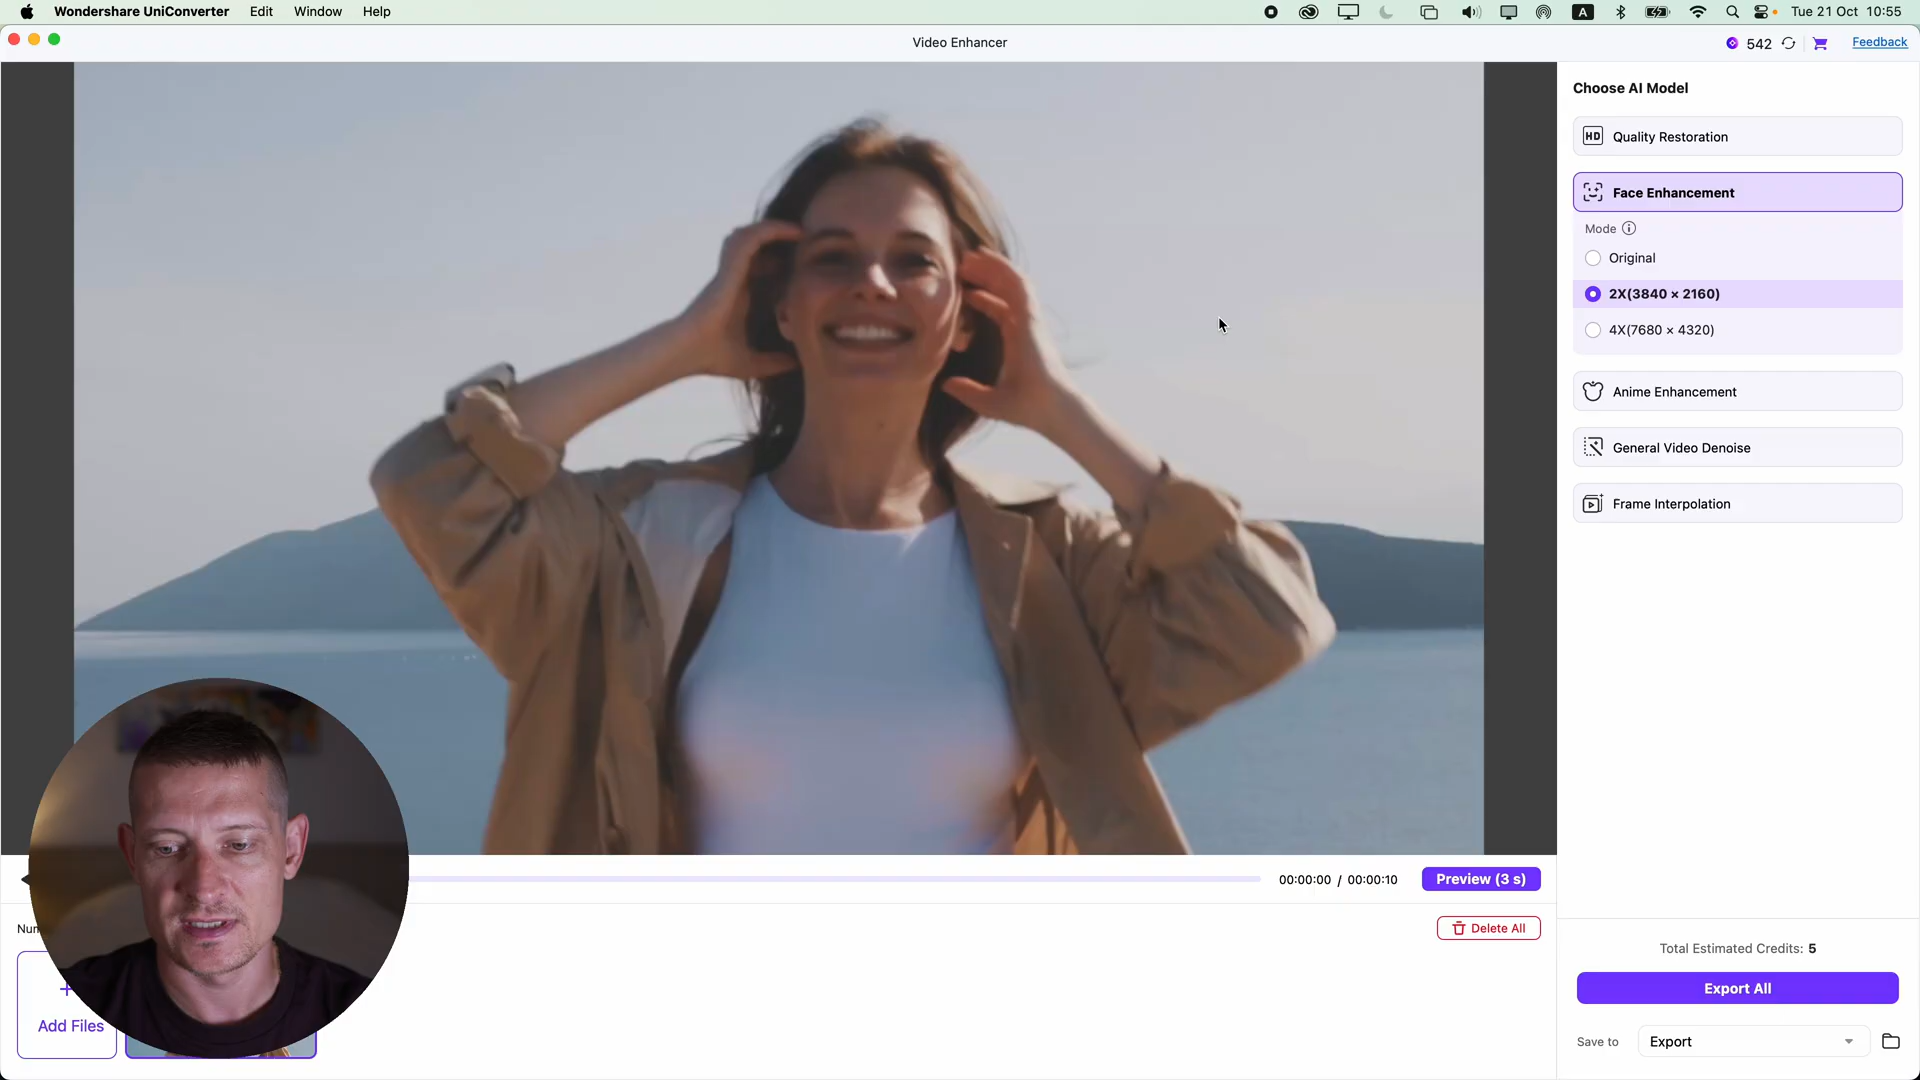 Wondershare UniConverter Edit Window Help
A Tue 21 Oct 10:55
Video Enhancer
542
Feedback
Choose AI Model
HD Quality Restoration
Face Enhancement
Mode
Original
2X(3840 × 2160)
4X(7680 × 4320)
Anime Enhancement
General Video Denoise
Frame Interpolation
00:00:00 / 00:00:10
Preview (3 s)
Delete All
+
Add Files
Total Estimated Credits: 5
Export All
Save to Export